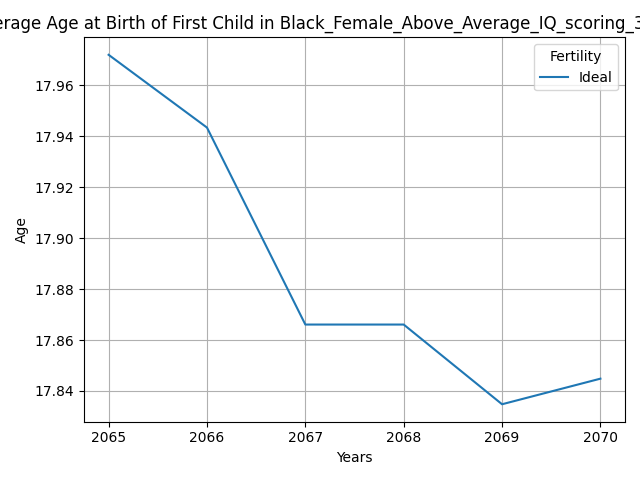 erage Age at Birth of First Child in Black_Female_Above_Average_IQ_scoring_3
Fertility
Ideal
17.96
17.94
17.92
17.90
17.88
17.86
17.84
Age
2065 2066 2067 2068 2069 2070
Years